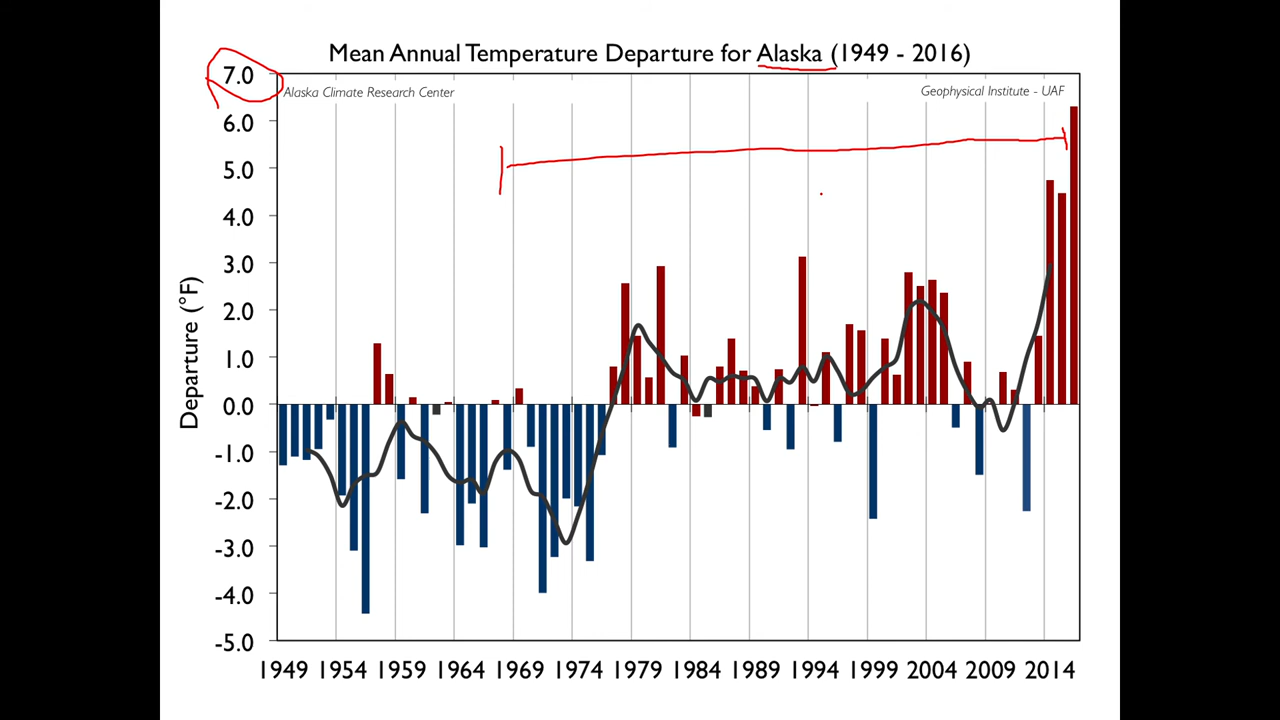 Mean Annual Temperature Departure for Alaska (1949 - 2016)
7.0
Alaska Climate Research Center
Geophysical Institute - UAF
6.0
5.0
4.0
3.0
2.0
1.0
0.0
-1.0
-2.0
-3.0
-4.0
-5.0
Departure (°F)
1949 1954 1959 1964 1969 1974 1979 1984 1989 1994 1999 2004 2009 2014